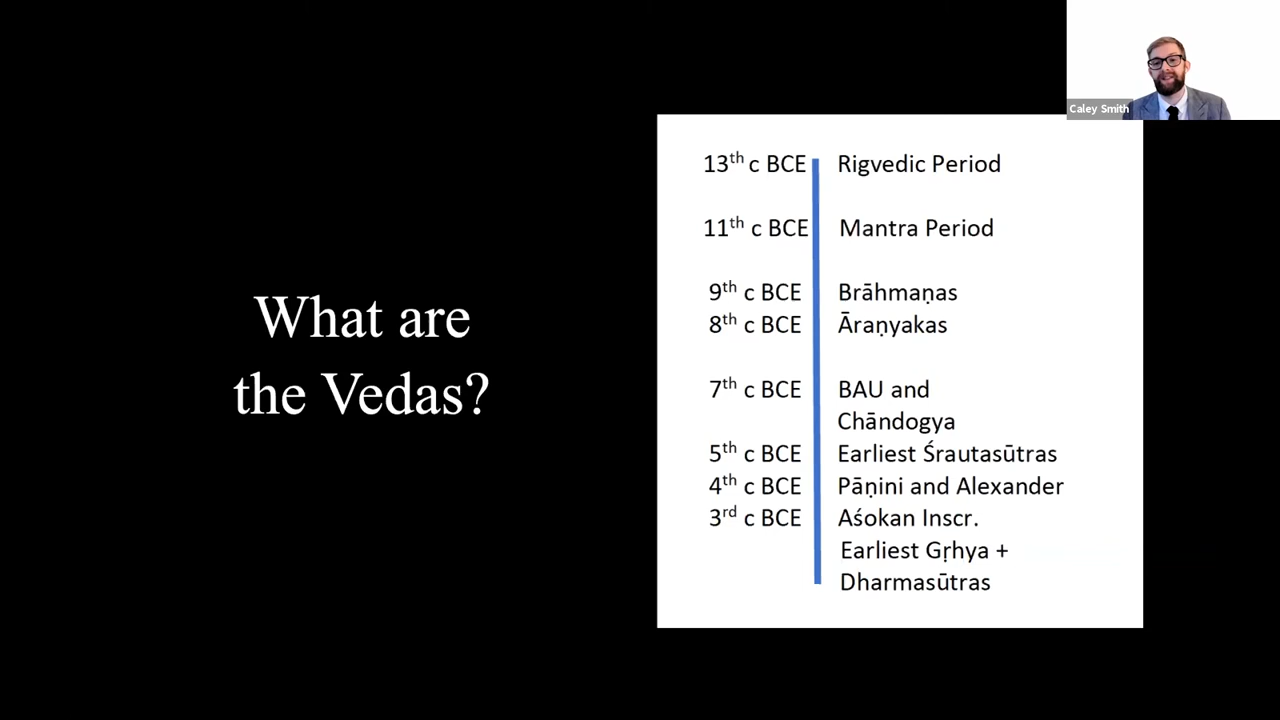 Caley Smith
What are
the Vedas?
13th c BCE Rigvedic Period
11th c BCE Mantra Period
9th c BCE Brāhmaṇas
8th c BCE Āraṇyakas
7th c BCE BAU and
Chāndogya
5th c BCE Earliest Śrautasūtras
4th c BCE Pāṇini and Alexander
3rd c BCE Aśokan Inscr.
Earliest Gṛhya +
Dharmasūtras